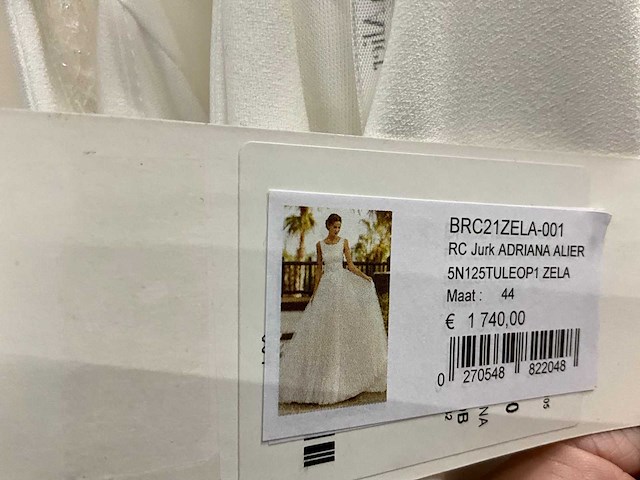 BRC21ZELA-001
RC Jurk ADRIANA ALIER
5N125TULEOP1 ZELA
Maat : 44
€ 1 740,00
0 270548 822048